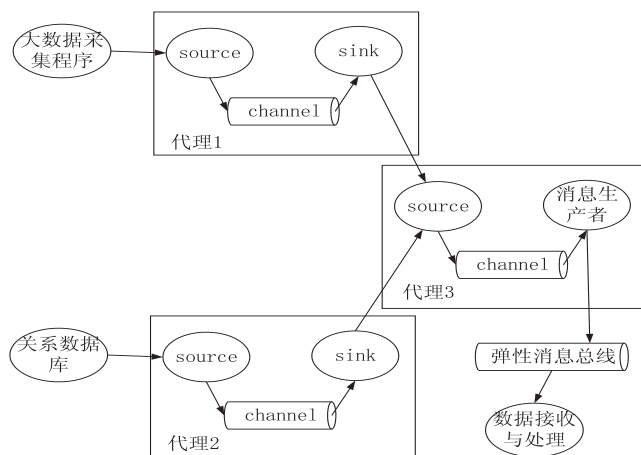 大数据采
集程序
source
sink
channel
代理1
source
消息生
产者
channel
代理3
关系数据
库
source
sink
channel
代理2
弹性消息总线
数据接收
与处理